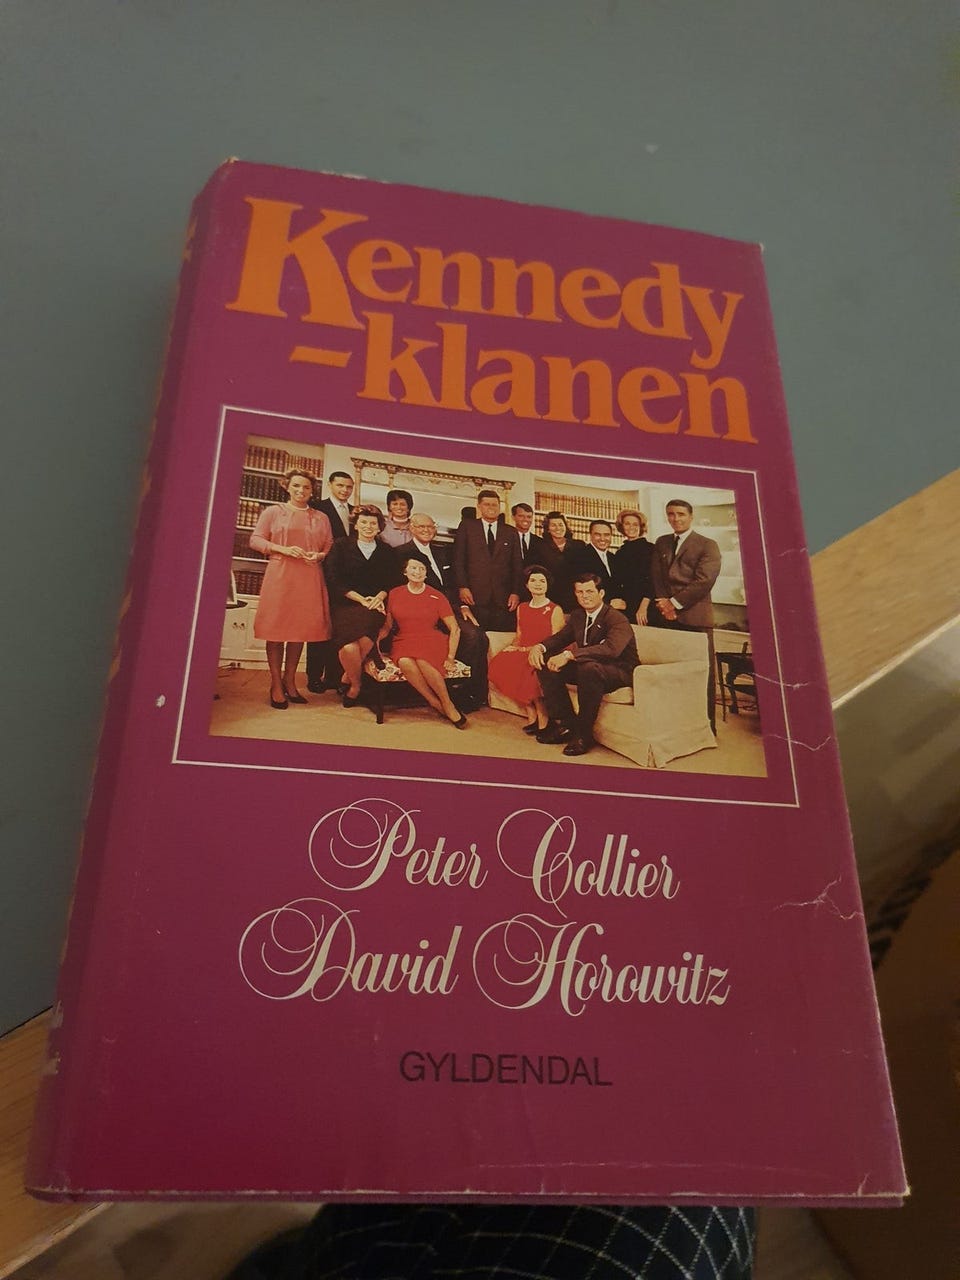 Kennedy
-klanen
Peter Collier
David Horowitz
GYLDENDAL